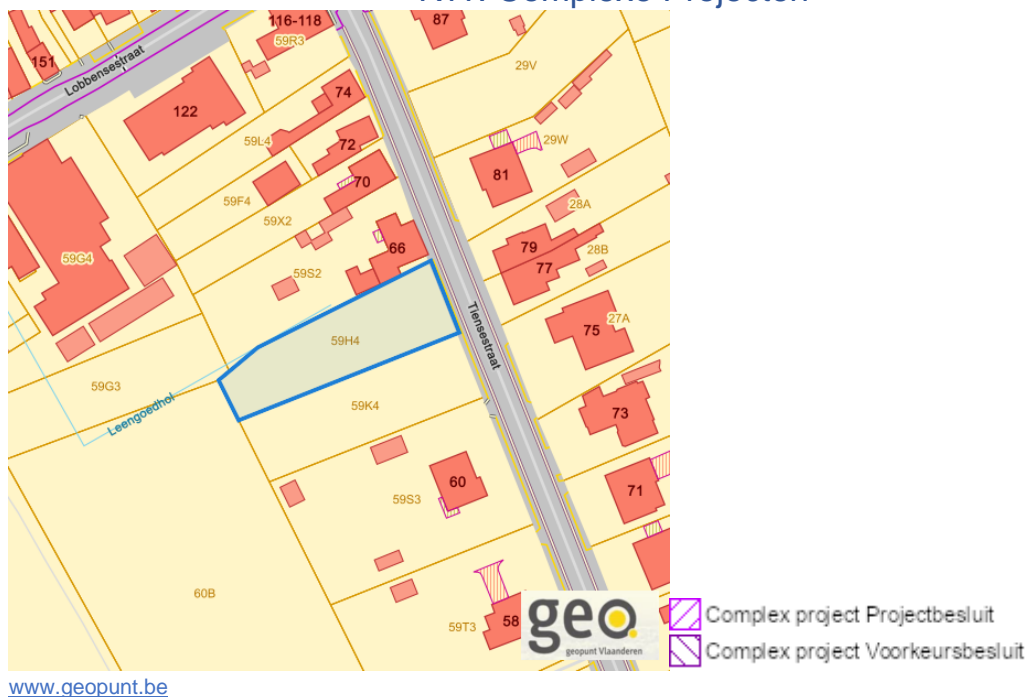 87
116-118
59R3
151
Lobbensestraat
29V
122
74
59L4
72
29W
81
70
59F4
28A
59X2
79
66
28B
59G4
77
59S2
Tiensestraat
27A
75
59H4
59G3
59K4
73
Leengoedhol
60
71
59S3
60B
59T3
58
geo.
geopunt Vlaanderen
Complex project Projectbesluit
Complex project Voorkeursbesluit
www.geopunt.be